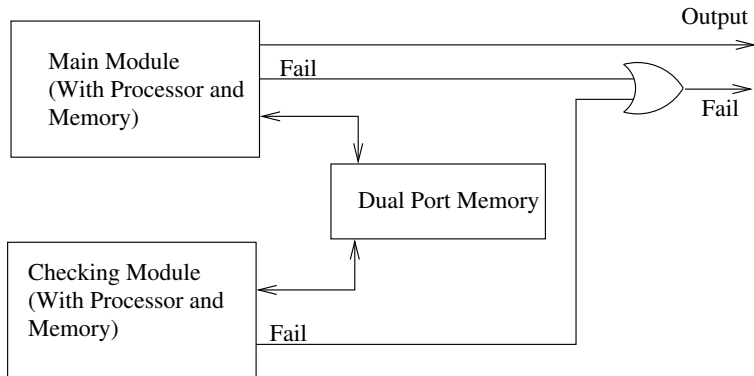 Output
Main Module
(With Processor and
Memory)
Fail
Fail
Dual Port Memory
Checking Module
(With Processor and
Memory)
Fail